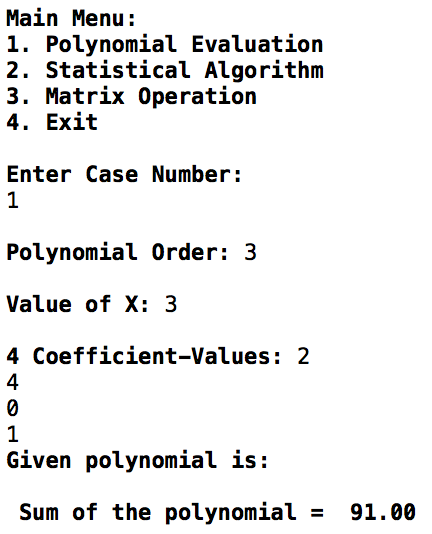 Main Menu:
1. Polynomial Evaluation
2. Statistical Algorithm
3. Matrix Operation
4. Exit
Enter Case Number:
1
Polynomial Order: 3
Value of X: 3
4 Coefficient-Values: 2
4
0
1
Given polynomial is:
Sum of the polynomial =  91.00